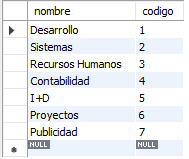 nombre codigo
Desarrollo 1
Sistemas 2
Recursos Humanos 3
Contabilidad 4
I+D 5
Proyectos 6
Publicidad 7
NULL NULL